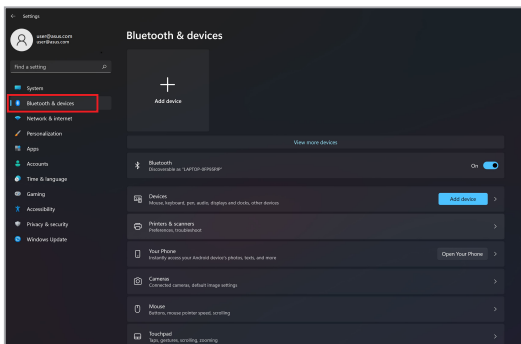 Settings
user@asus.com
user@asus.com
Find a setting
System
Bluetooth & devices
Network & internet
Personalization
Apps
Accounts
Time & language
Gaming
Accessibility
Privacy & security
Windows Update
Bluetooth & devices
Add device
View more devices
Bluetooth
Discoverable as
On
Devices
Mouse, keyboard, pen, audio, displays and docks, other devices
Add device
Printers & scanners
Preferences, troubleshoot
Your Phone
Instantly access your Android device's photos, texts, and more
Open Your Phone
Cameras
Connected cameras, default image settings
Mouse
Buttons, mouse pointer speed, scrolling
Touchpad
Taps, gestures, scrolling, zooming